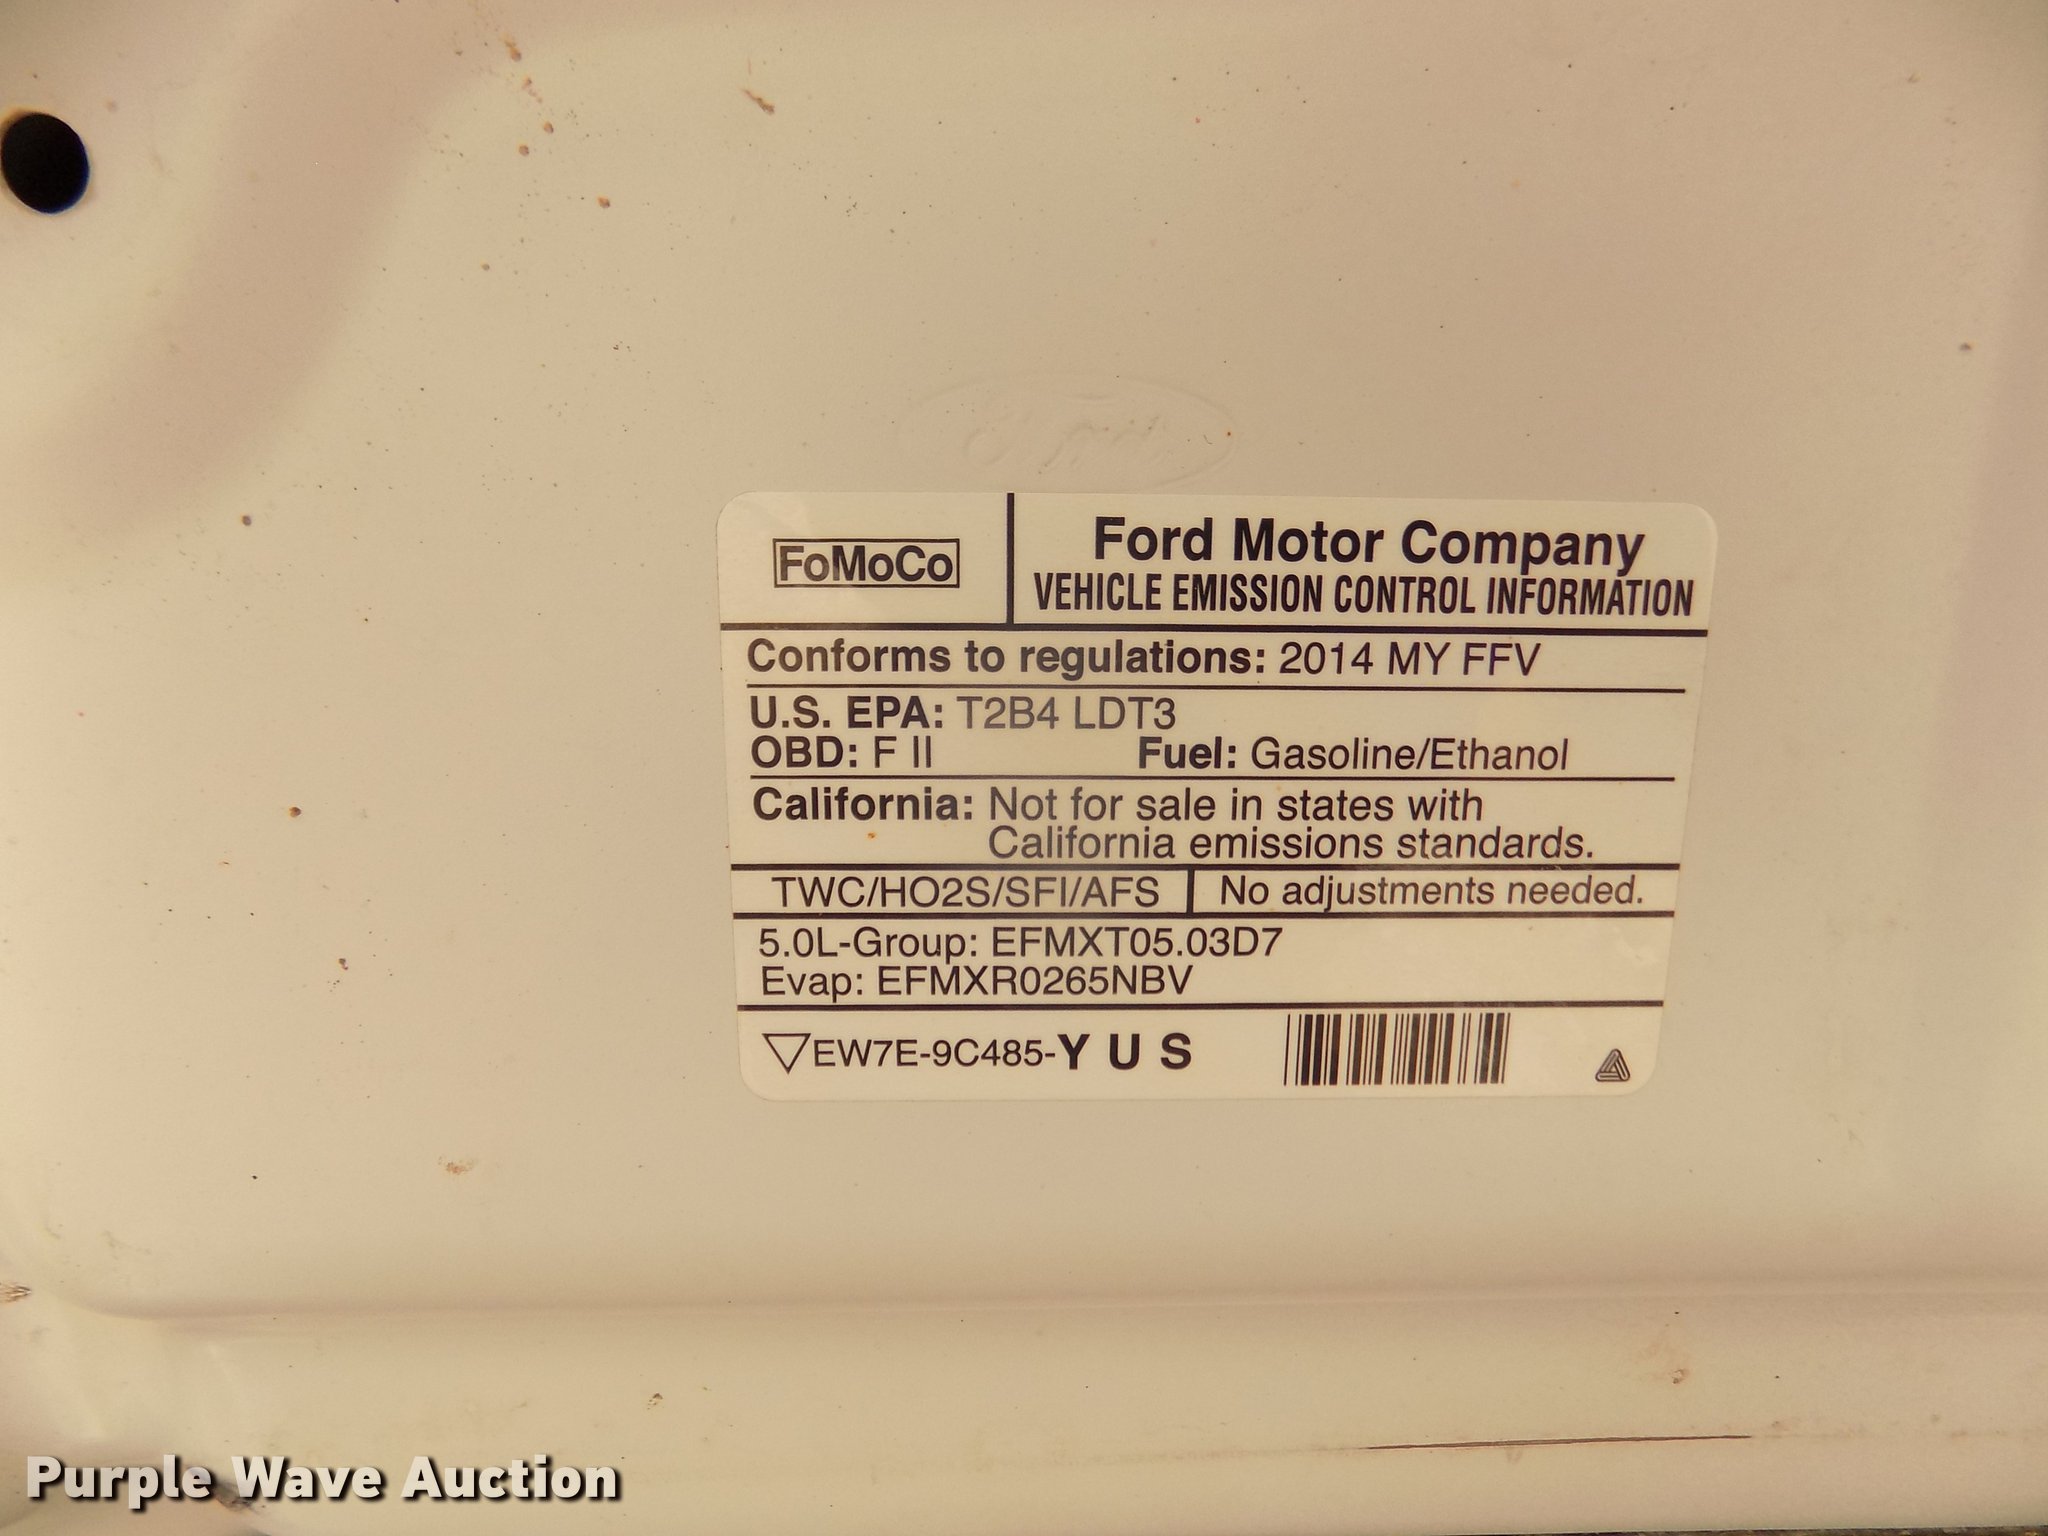 FoMoCo
Ford Motor Company
VEHICLE EMISSION CONTROL INFORMATION
Conforms to regulations: 2014 MY FFV
U.S. EPA: T2B4 LDT3
OBD: F II Fuel: Gasoline/Ethanol
California: Not for sale in states with
California emissions standards.
TWC/HO2S/SFI/AFS No adjustments needed.
5.0L-Group: EFMXT05.03D7
Evap: EFMXR0265NBV
EW7E-9C485-Y U S
Purple Wave Auction